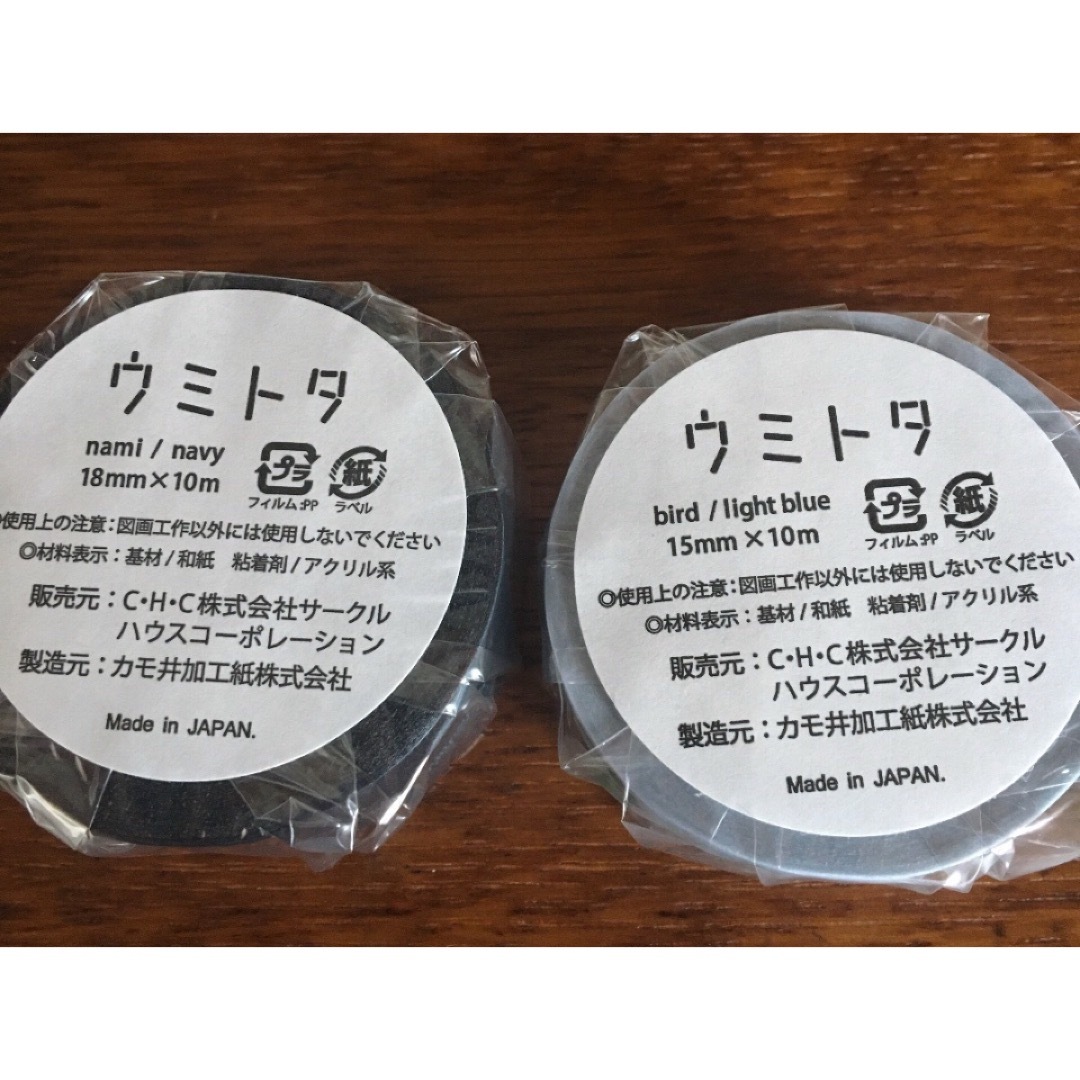 ウミトタ
nami / navy
18mm×10m
プラ
フィルム:PP
紙
ラベル
◎使用上の注意：図画工作以外には使用しないでください
◎材料表示：基材/和紙 粘着剤/アクリル系
販売元：C・H・C株式会社サークル
ハウスコーポレーション
製造元：カモ井加工紙株式会社
Made in JAPAN.
ウミトタ
bird / light blue
15mm×10m
プラ
フィルム:PP
紙
ラベル
◎使用上の注意：図画工作以外には使用しないでください
◎材料表示：基材/和紙 粘着剤/アクリル系
販売元：C・H・C株式会社サークル
ハウスコーポレーション
製造元：カモ井加工紙株式会社
Made in JAPAN.